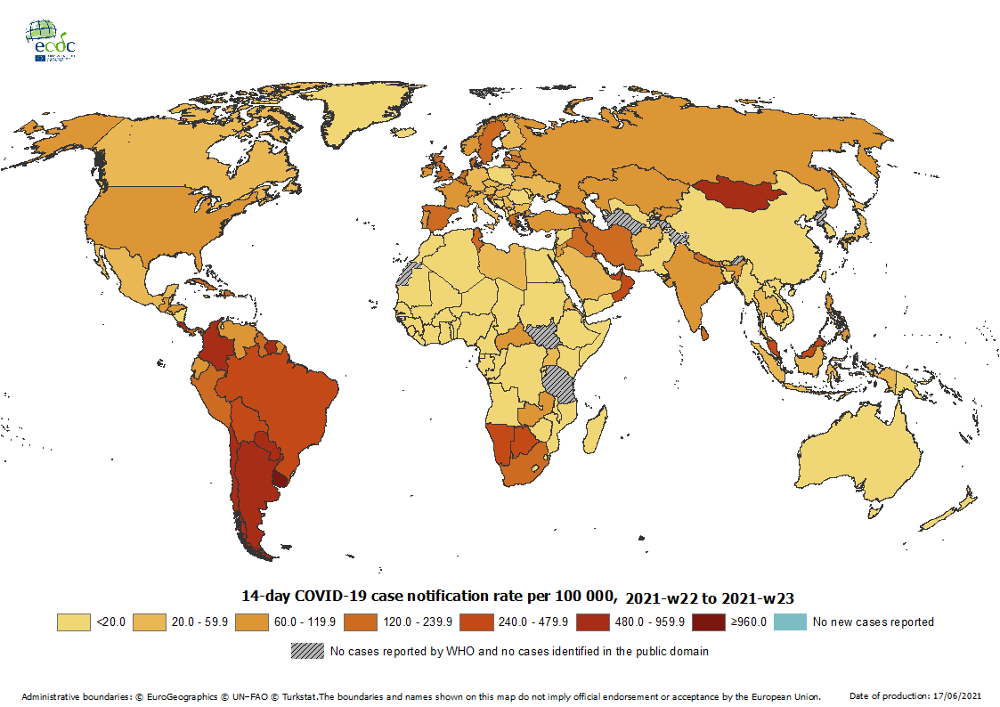 ecdc
14-day COVID-19 case notification rate per 100 000, 2021-w22 to 2021-w23
<20.0 20.0 - 59.9 60.0 - 119.9 120.0 - 239.9 240.0 - 479.9 480.0 - 959.9 ≥960.0 No new cases reported
No cases reported by WHO and no cases identified in the public domain
Administrative boundaries: © EuroGeographics © UN–FAO © Turkstat.The boundaries and names shown on this map do not imply official endorsement or acceptance by the European Union. Date of production: 17/06/2021